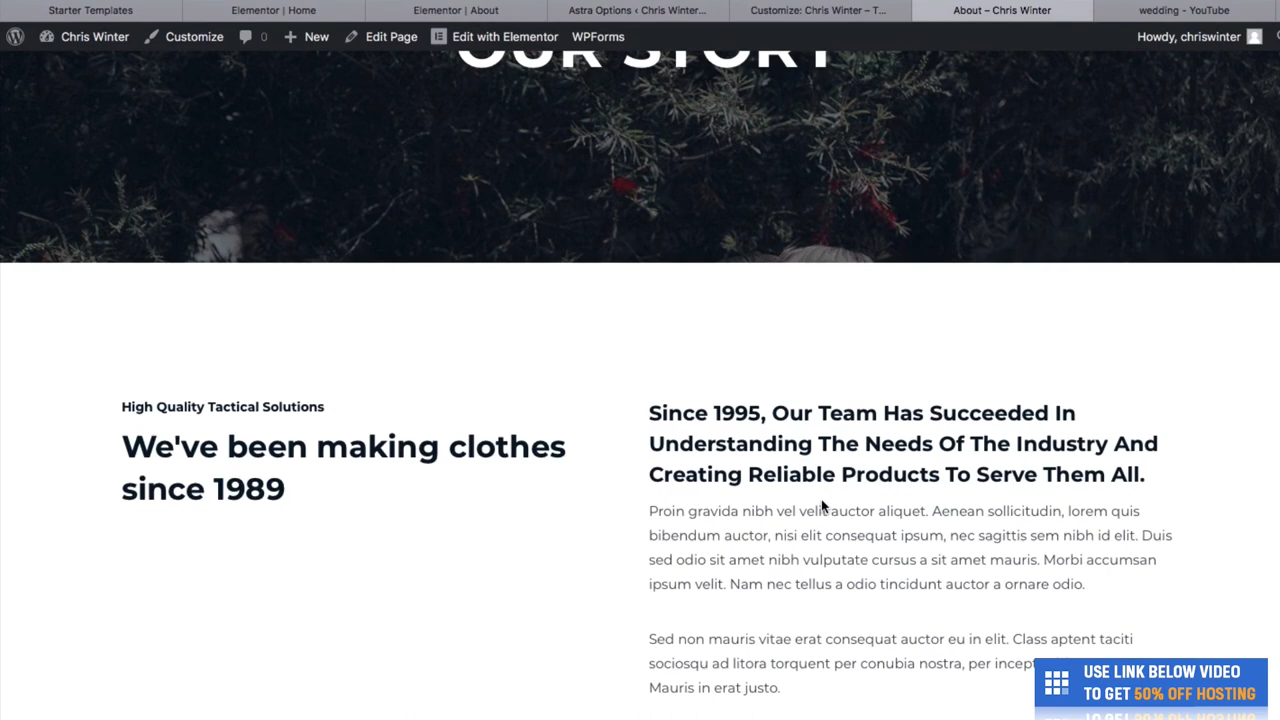 Starter Templates
Elementor | Home
Elementor | About
Astra Options ‹ Chris Winter...
Customize: Chris Winter – T...
About – Chris Winter
wedding - YouTube
Chris Winter
Customize
0
New
Edit Page
Edit with Elementor
WPForms
Howdy, chriswinter
OUR STORY
High Quality Tactical Solutions
We've been making clothes
since 1989
Since 1995, Our Team Has Succeeded In
Understanding The Needs Of The Industry And
Creating Reliable Products To Serve Them All.
Proin gravida nibh vel velit auctor aliquet. Aenean sollicitudin, lorem quis
bibendum auctor, nisi elit consequat ipsum, nec sagittis sem nibh id elit. Duis
sed odio sit amet nibh vulputate cursus a sit amet mauris. Morbi accumsan
ipsum velit. Nam nec tellus a odio tincidunt auctor a ornare odio.
Sed non mauris vitae erat consequat auctor eu in elit. Class aptent taciti
sociosqu ad litora torquent per conubia nostra, per
Mauris in erat justo.
USE LINK BELOW VIDEO
TO GET 50% OFF HOSTING